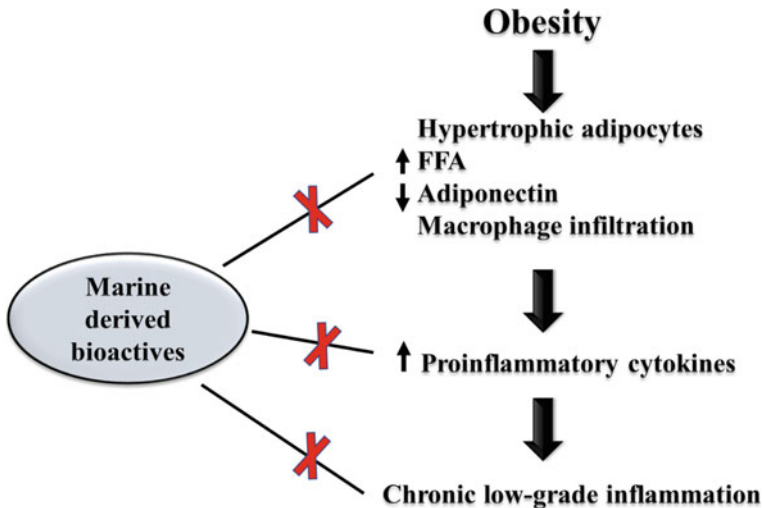 Obesity
Hypertrophic adipocytes
FFA
Adiponectin
Macrophage infiltration
Marine
derived
bioactives
Proinflammatory cytokines
Chronic low-grade inflammation